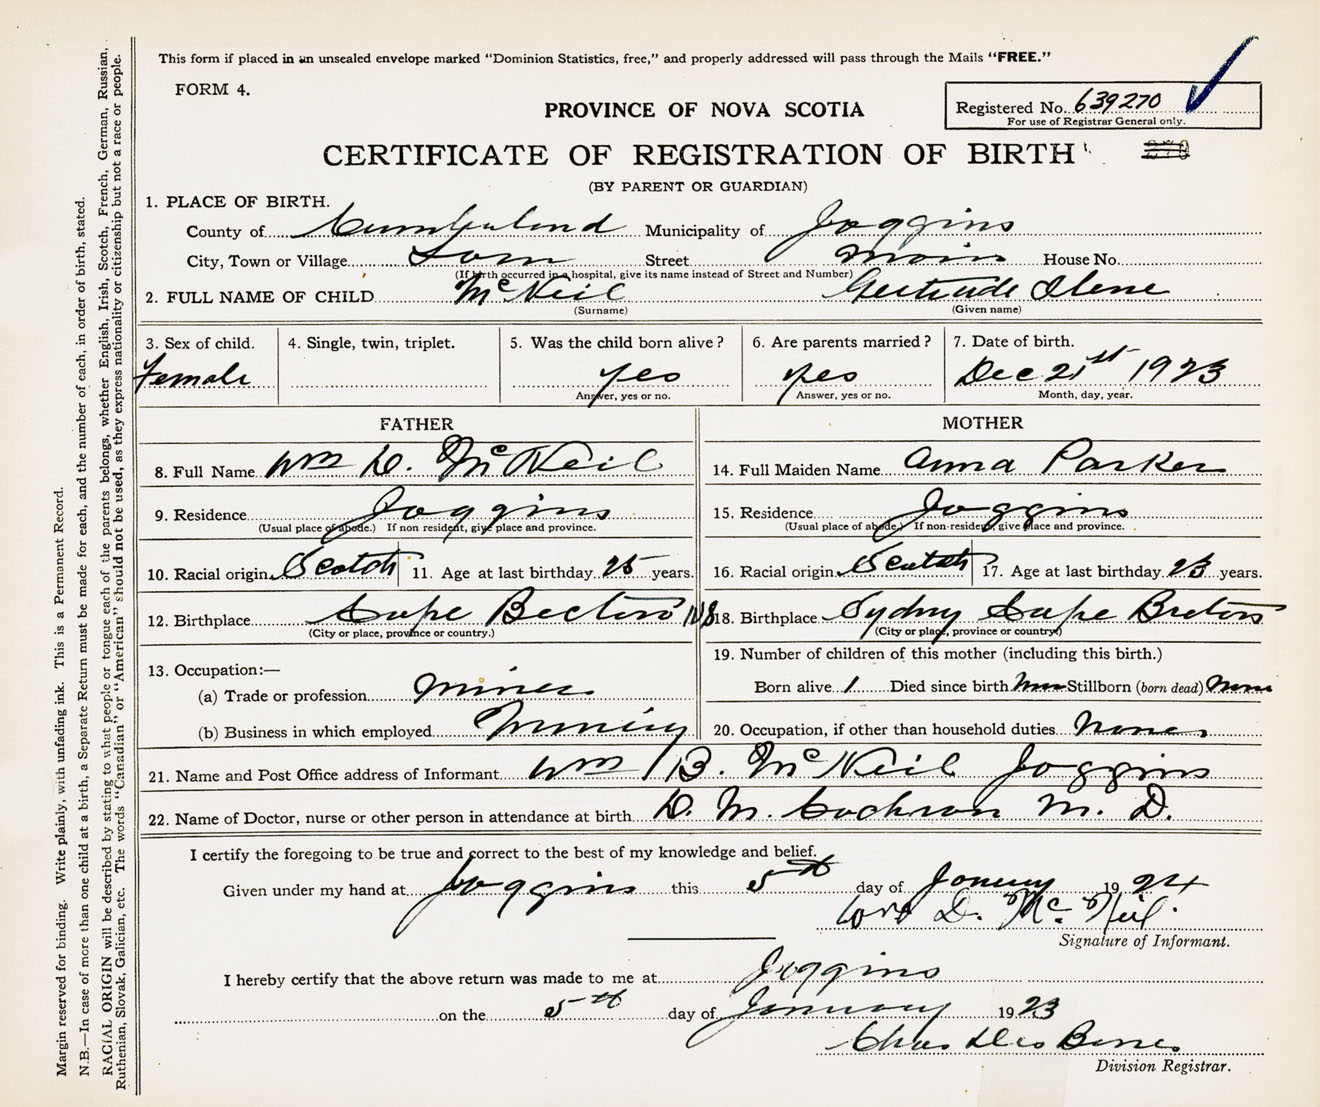 This form if placed in an unsealed envelope marked "Dominion Statistics, free," and properly addressed will pass through the Mails "FREE."
FORM 4.
Registered No. 639270
For use of Registrar General only.
PROVINCE OF NOVA SCOTIA
CERTIFICATE OF REGISTRATION OF BIRTH
(BY PARENT OR GUARDIAN)
1. PLACE OF BIRTH.
County of Cumberland Municipality of Joggins
City, Town or Village Street Main House No.
(If birth occurred in a hospital, give its name instead of Street and Number)
2. FULL NAME OF CHILD McNeil Gertrude Ilene
(Surname) (Given name)
3. Sex of child. 4. Single, twin, triplet. 5. Was the child born alive? 6. Are parents married? 7. Date of birth.
Female yes yes Dec 21st 1923
Answer, yes or no. Answer, yes or no. Month, day, year.
FATHER MOTHER
8. Full Name Wm D. McNeil 14. Full Maiden Name Anna Parker
9. Residence Joggins 15. Residence Joggins
(Usual place of abode.) If non resident, give place and province. (Usual place of abode.) If non-resident, give place and province.
10. Racial origin Scotch 11. Age at last birthday 25 years. 16. Racial origin Scotch 17. Age at last birthday 23 years.
12. Birthplace Cape Breton NS 18. Birthplace Sydny Cape Breton
(City or place, province or country.) (City or place, province or country)
13. Occupation:— 19. Number of children of this mother (including this birth.)
(a) Trade or profession miner Born alive 1 Died since birth None Stillborn (born dead) None
(b) Business in which employed Mining 20. Occupation, if other than household duties None
21. Name and Post Office address of Informant Wm B. McNeil Joggins
22. Name of Doctor, nurse or other person in attendance at birth D. M. Cochran M. D.
I certify the foregoing to be true and correct to the best of my knowledge and belief.
Given under my hand at Joggins this 5th day of January 1924
Wm D. McNeil.
Signature of Informant.
I hereby certify that the above return was made to me at Joggins
on the 5th day of January 1923
Chas
Division Registrar.
Margin reserved for binding. Write plainly, with unfading ink. This is a Permanent Record.
N.B.—In case of more than one child at a birth, a Separate Return must be made for each, and the number of each, in order of birth, stated.
RACIAL ORIGIN will be described by stating to what people or tongue each of the parents belongs, whether English, Irish, Scotch, French, German, Russian,
Ruthenian, Slovak, Galician, etc. The words "Canadian" or "American" should not be used, as they express nationality or citizenship but not a race or people.